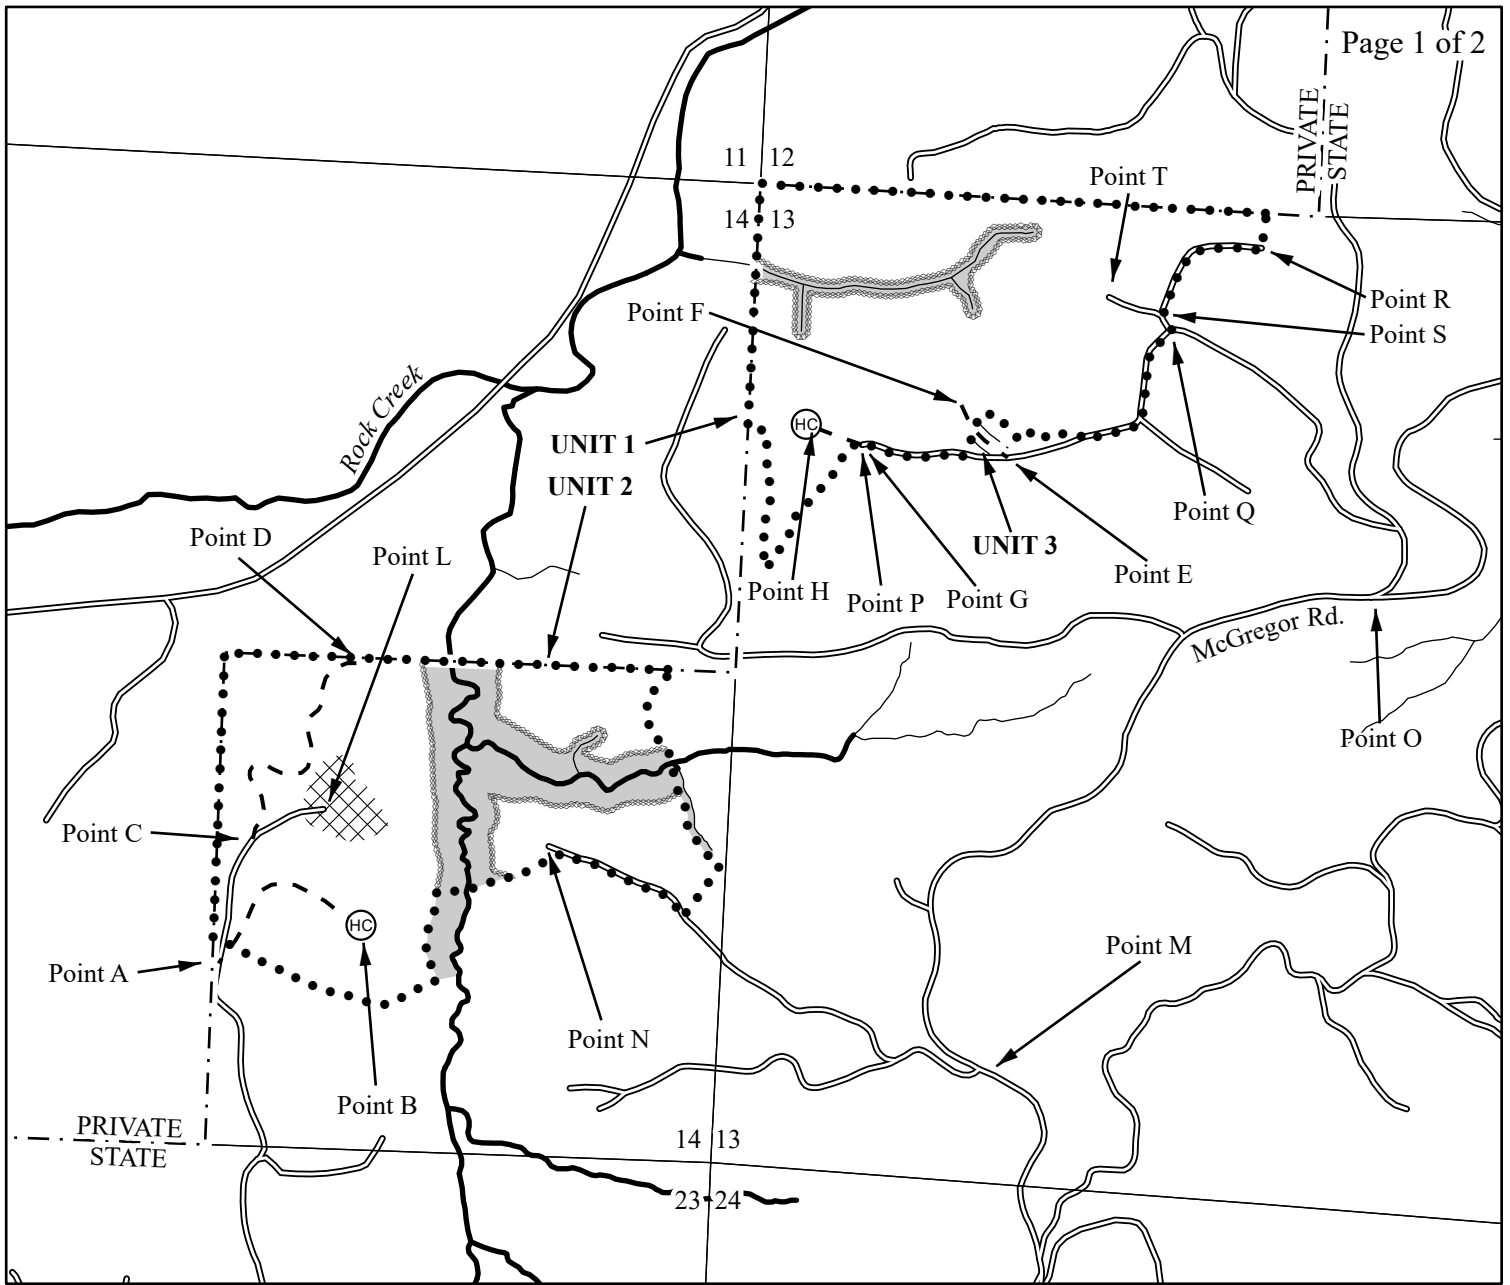 Page 1 of 2
PRIVATE
STATE
11 12
Point T
14 13
Point R
Point F
Point S
Rock Creek
HC
UNIT 1
UNIT 2
Point Q
Point D
UNIT 3
Point L
Point E
Point H
Point P
Point G
McGregor Rd.
Point O
Point C
HC
Point M
Point A
Point N
Point B
PRIVATE
STATE
14 13
23 24